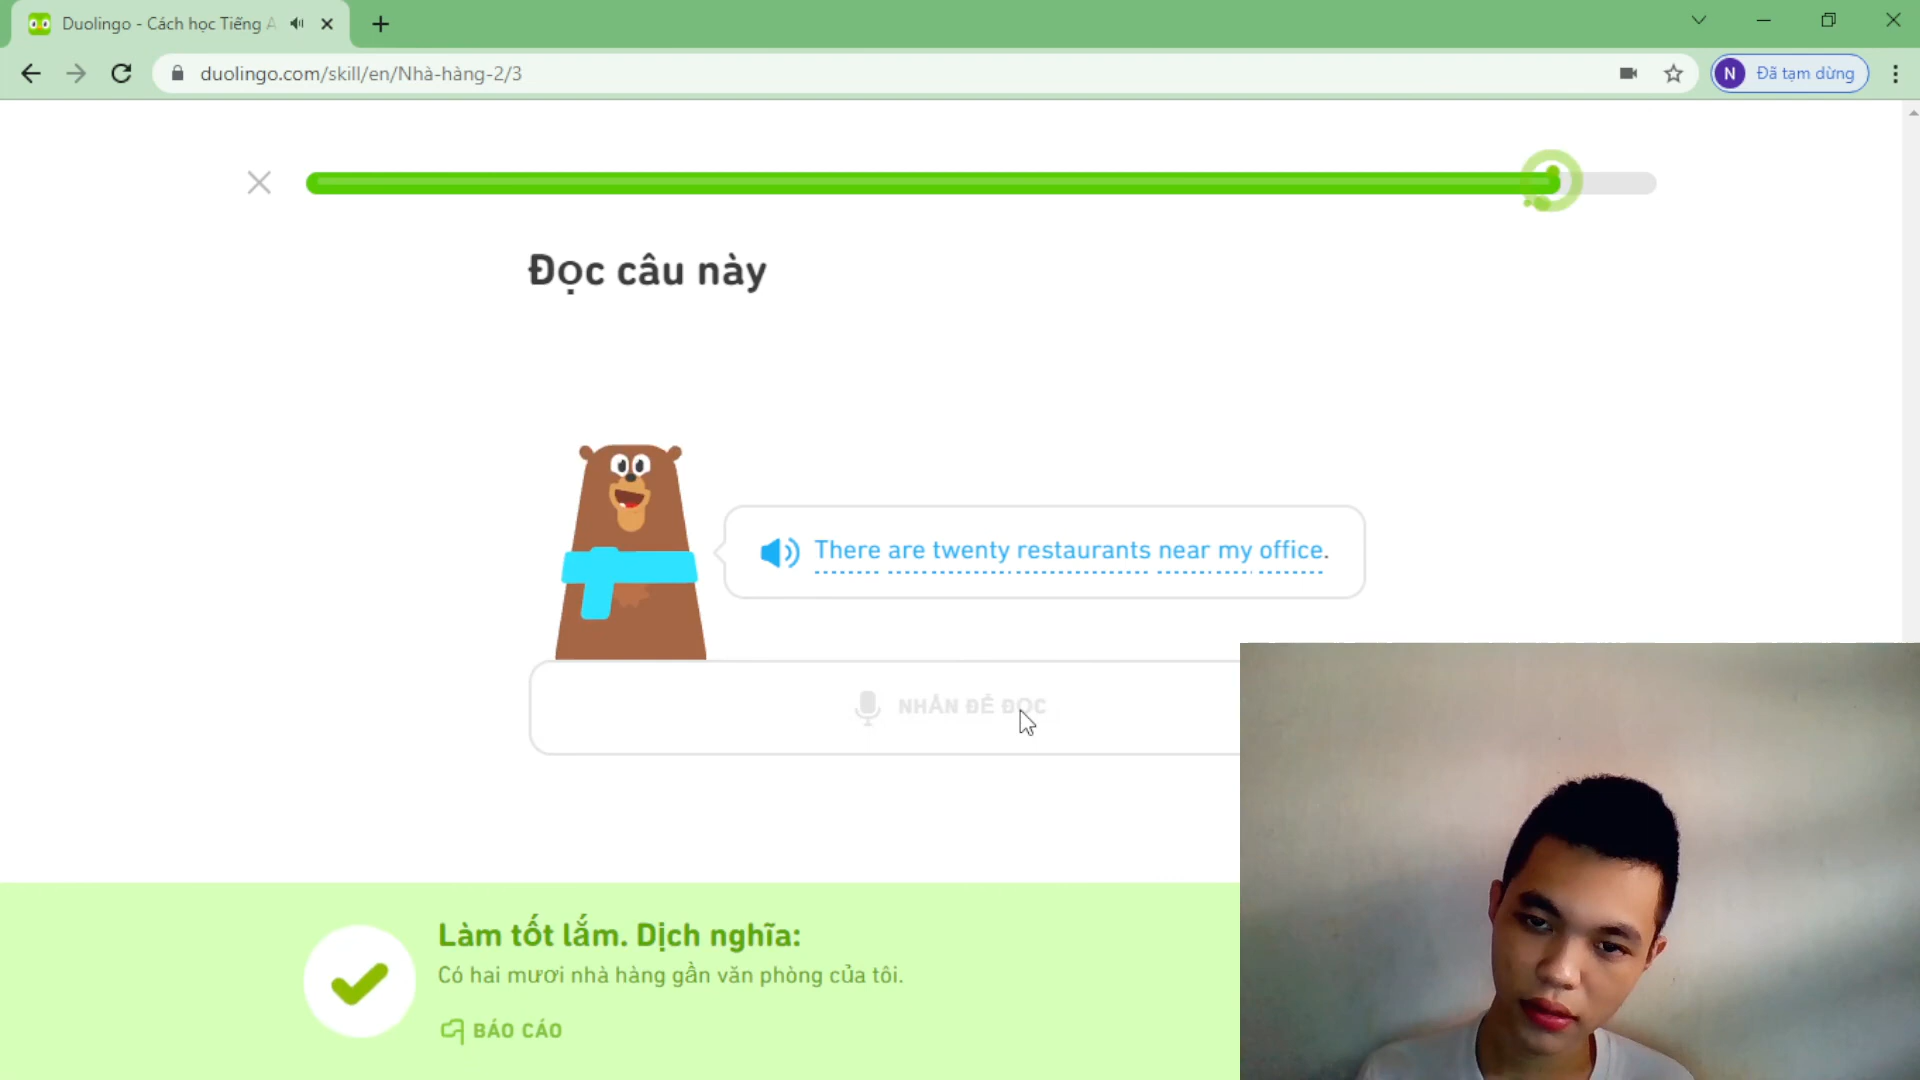 Duolingo - Cách học Tiếng A
duolingo.com/skill/en/Nhà-hàng-2/3
N Đã tạm dừng
Đọc câu này
There are twenty restaurants near my office.
NHẤN ĐỂ ĐỌC
Làm tốt lắm. Dịch nghĩa:
Có hai mươi nhà hàng gần văn phòng của tôi.
BÁO CÁO